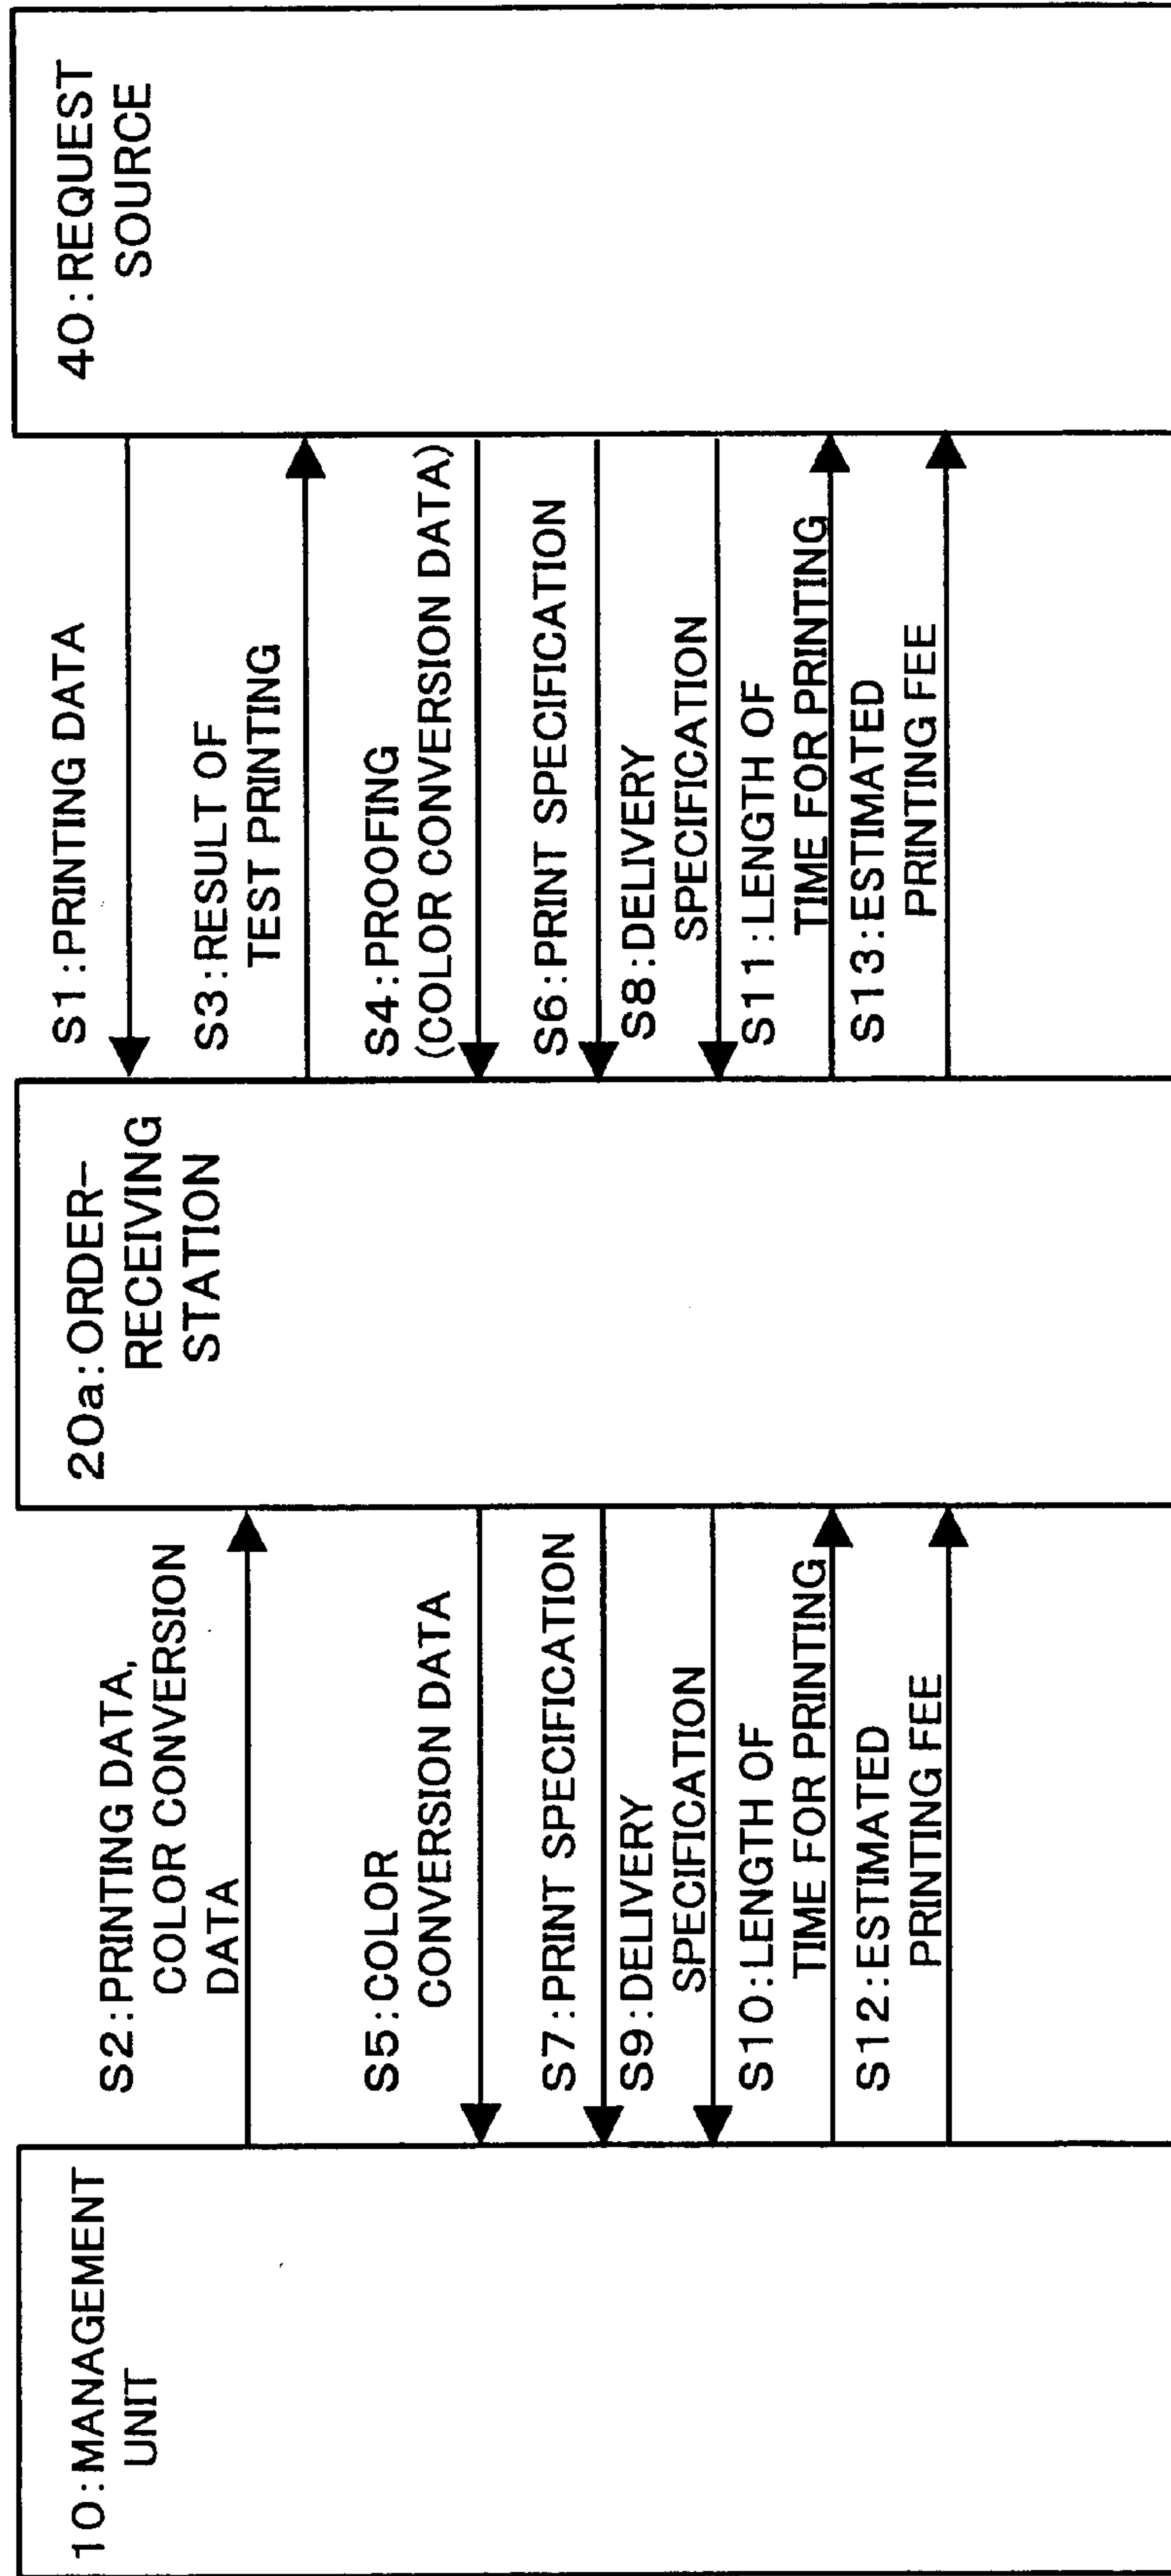 10:MANAGEMENT
UNIT
20a:ORDER-
RECEIVING
STATION
40:REQUEST
SOURCE
S1:PRINTING DATA
S2:PRINTING DATA,
COLOR CONVERSION
DATA
S3:RESULT OF
TEST PRINTING
S4:PROOFING
(COLOR CONVERSION DATA)
S5:COLOR
CONVERSION DATA
S6:PRINT SPECIFICATION
S7:PRINT SPECIFICATION
S8:DELIVERY
SPECIFICATION
S9:DELIVERY
SPECIFICATION
S10:LENGTH OF
TIME FOR PRINTING
S11:LENGTH OF
TIME FOR PRINTING
S12:ESTIMATED
PRINTING FEE
S13:ESTIMATED
PRINTING FEE